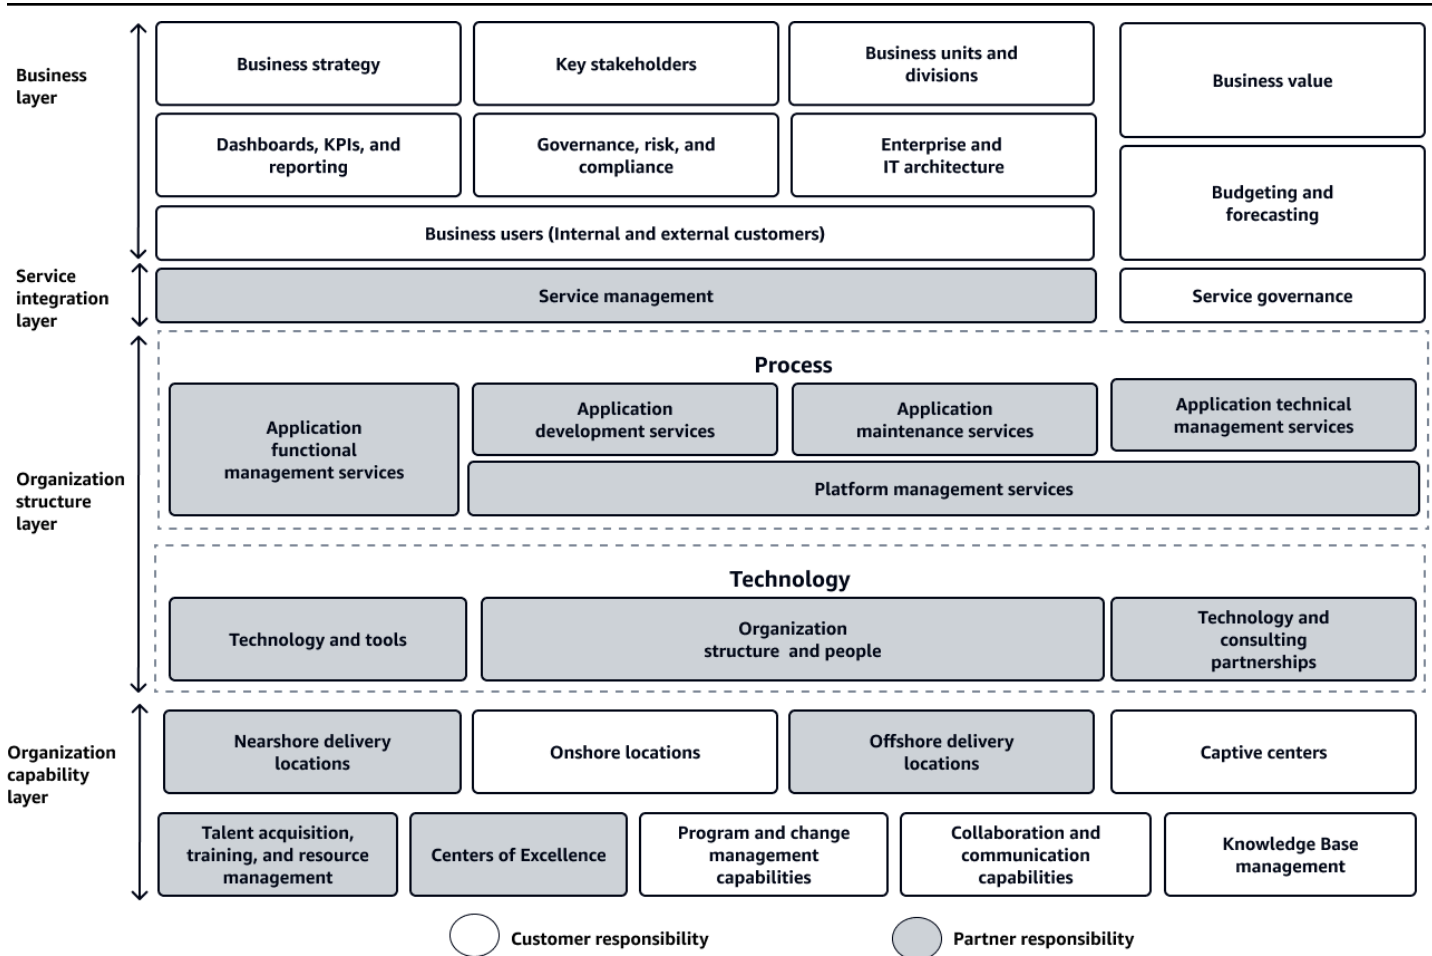 Business
layer
Business strategy
Key stakeholders
Business units and
divisions
Business value
Dashboards, KPIs, and
reporting
Governance, risk, and
compliance
Enterprise and
IT architecture
Budgeting and
forecasting
Business users (Internal and external customers)
Service
integration
layer
Service management
Service governance
Organization
structure
layer
Process
Application
functional
management services
Application
development services
Application
maintenance services
Application technical
management services
Platform management services
Technology
Technology and tools
Organization
structure and people
Technology and
consulting
partnerships
Organization
capability
layer
Nearshore delivery
locations
Onshore locations
Offshore delivery
locations
Captive centers
Talent acquisition,
training, and resource
management
Centers of Excellence
Program and change
management
capabilities
Collaboration and
communication
capabilities
Knowledge Base
management
Customer responsibility
Partner responsibility